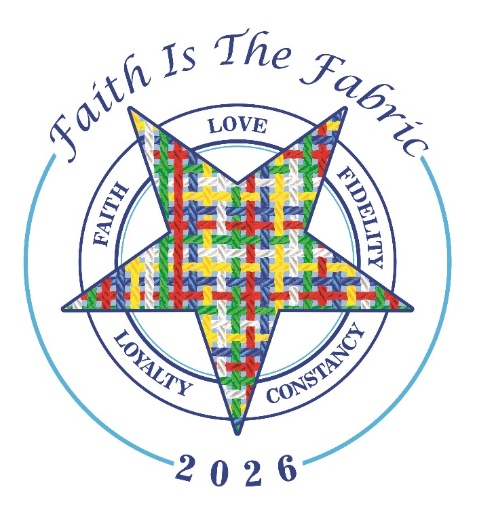 Faith Is The Fabric
LOVE
FIDELITY
CONSTANCY
LOYALTY
FAITH
2026